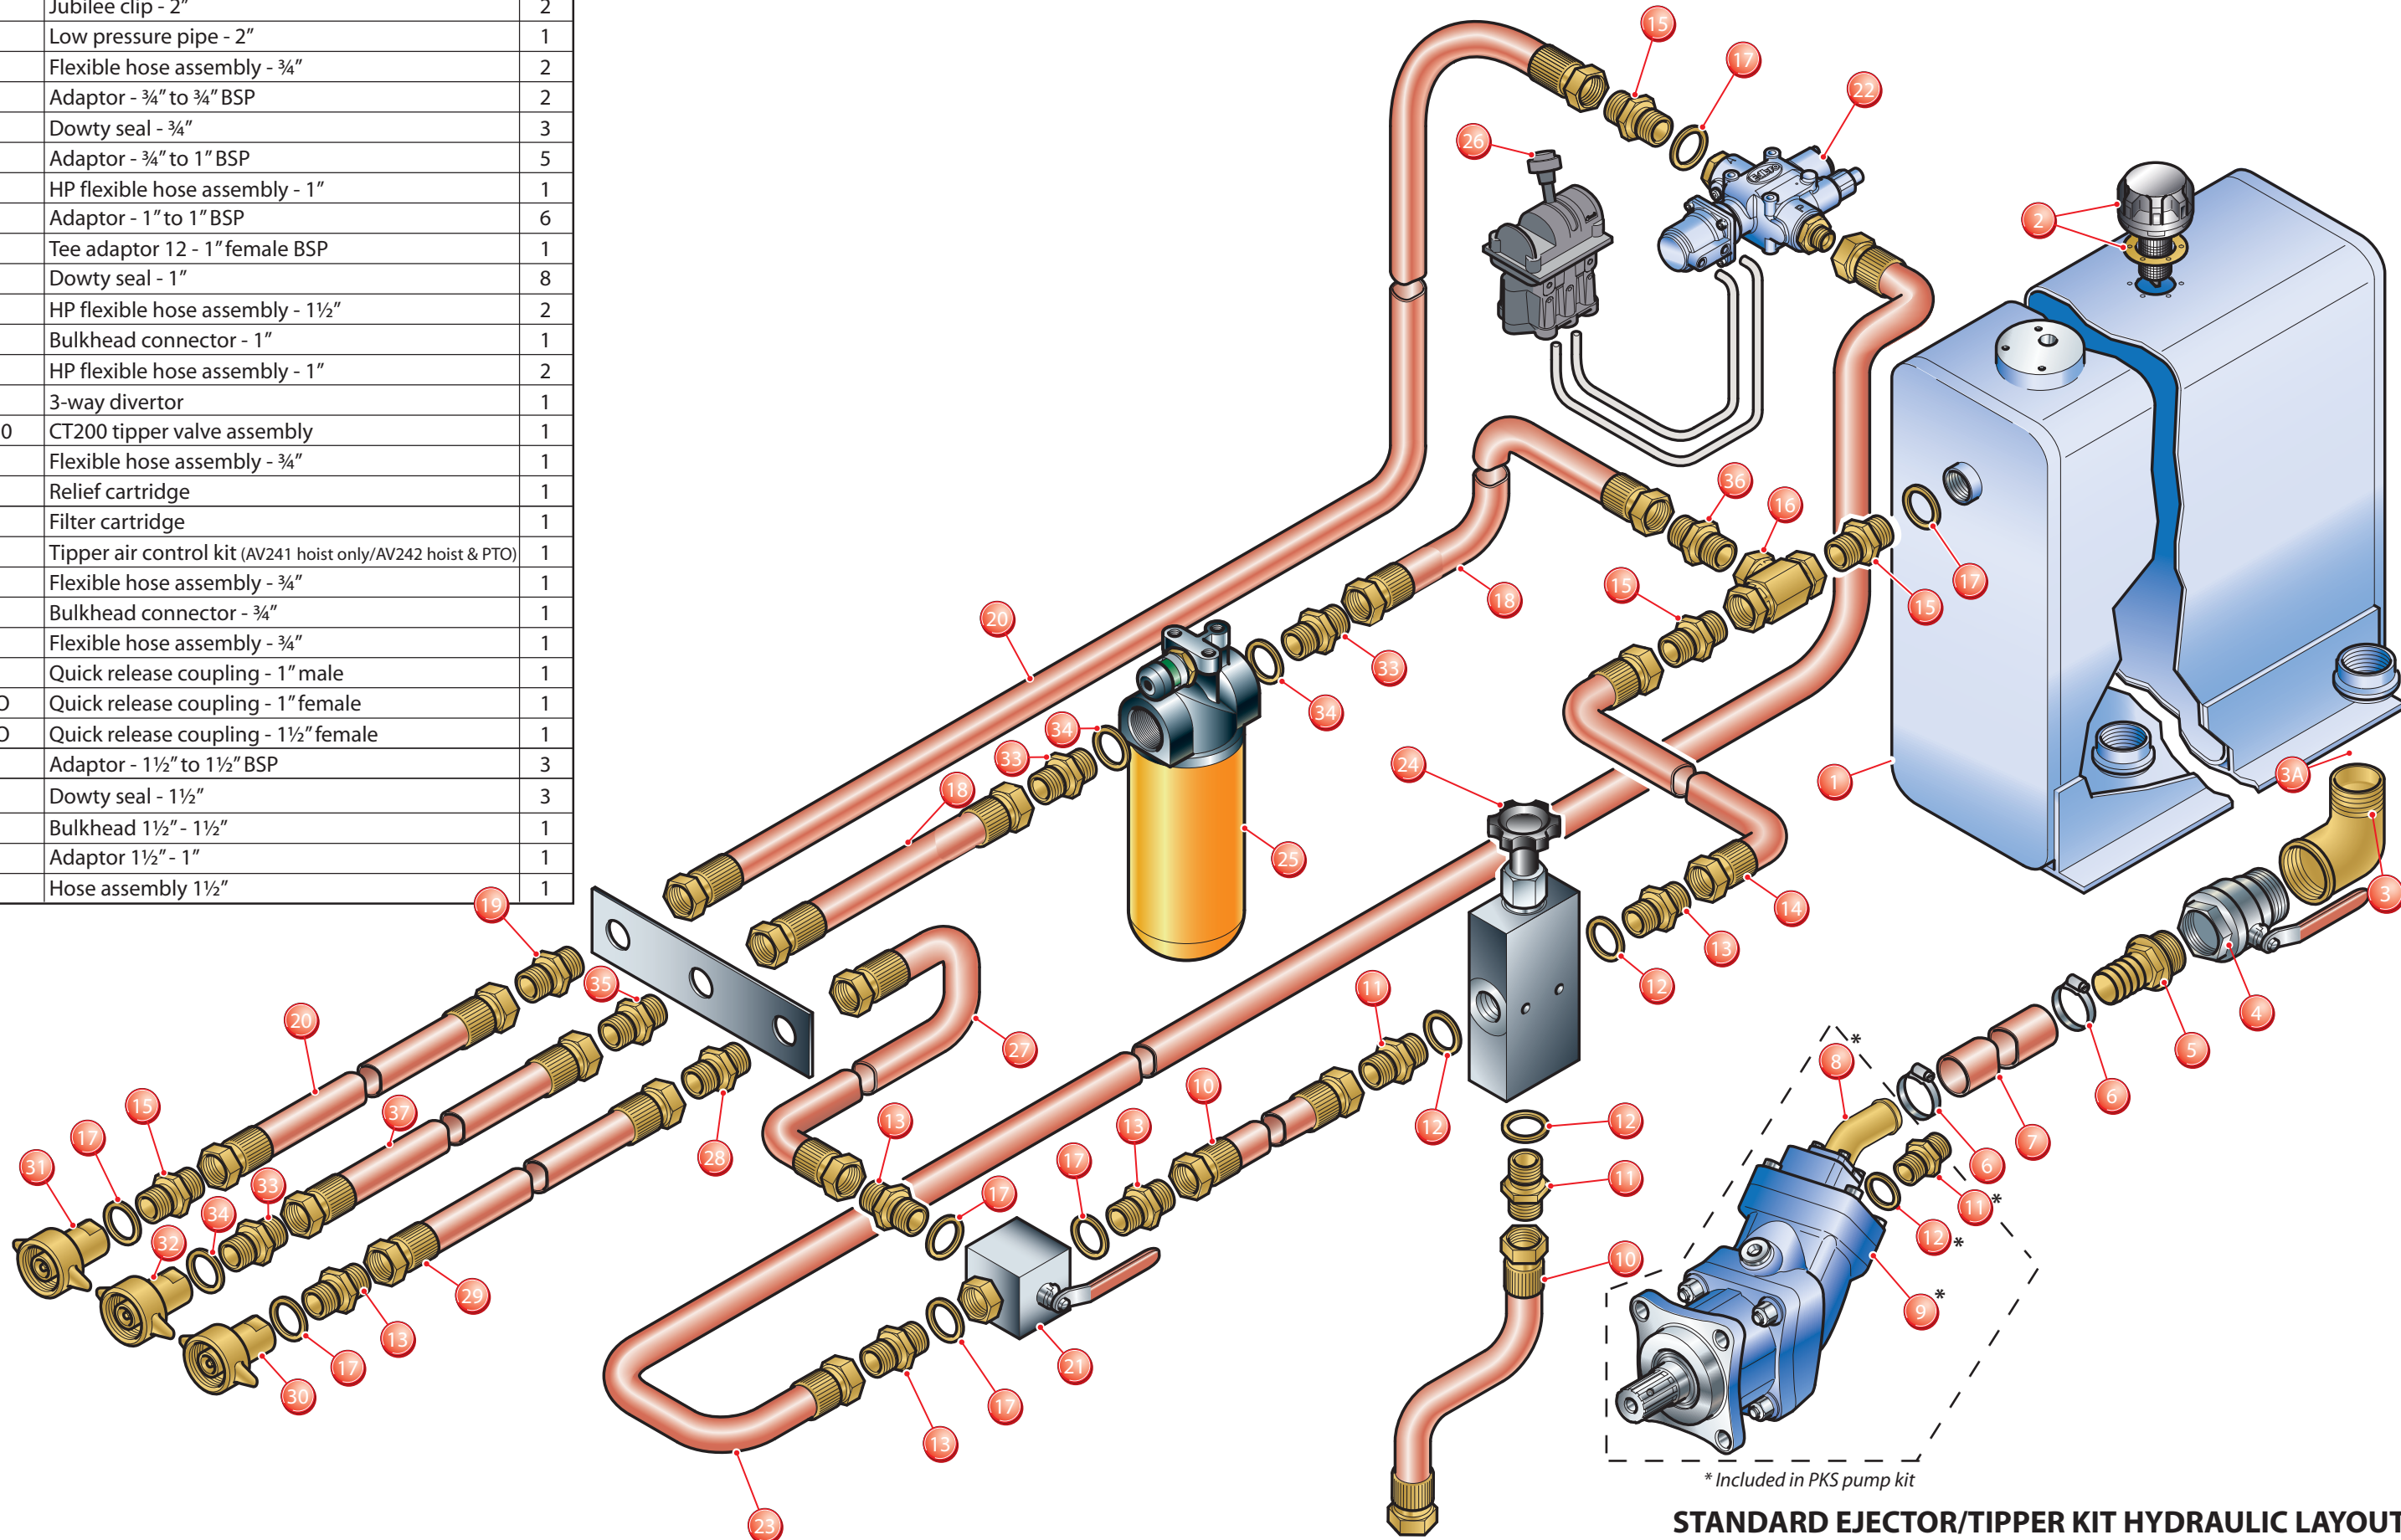 Jubilee clip - 2″ 2
Low pressure pipe - 2″ 1
Flexible hose assembly - ¾″ 2
Adaptor - ¾″ to ¾″ BSP 2
Dowty seal - ¾″ 3
Adaptor - ¾″ to 1″ BSP 5
HP flexible hose assembly - 1″ 1
Adaptor - 1″ to 1″ BSP 6
Tee adaptor 12 - 1″ female BSP 1
Dowty seal - 1″ 8
HP flexible hose assembly - 1½″ 2
Bulkhead connector - 1″ 1
HP flexible hose assembly - 1″ 2
3-way divertor 1
0 CT200 tipper valve assembly 1
Flexible hose assembly - ¾″ 1
Relief cartridge 1
Filter cartridge 1
Tipper air control kit (AV241 hoist only/AV242 hoist & PTO) 1
Flexible hose assembly - ¾″ 1
Bulkhead connector - ¾″ 1
Flexible hose assembly - ¾″ 1
Quick release coupling - 1″ male 1
O Quick release coupling - 1″ female 1
O Quick release coupling - 1½″ female 1
Adaptor - 1½″ to 1½″ BSP 3
Dowty seal - 1½″ 3
Bulkhead 1½″ - 1½″ 1
Adaptor 1½″ - 1″ 1
Hose assembly 1½″ 1
15
17
22
26
Edbro
P
2
36
16
15
17
15
18
20
33
34
34
33
18
25
24
1
3A
3
14
13
12
4
5
6
19
35
20
27
11
12
10
13
17
13
17
37
28
15
17
31
33
34
32
29
13
17
30
21
17
13
23
12
11
10
8*
7
6
11*
12*
9*
* Included in PKS pump kit
STANDARD EJECTOR/TIPPER KIT HYDRAULIC LAYOUT